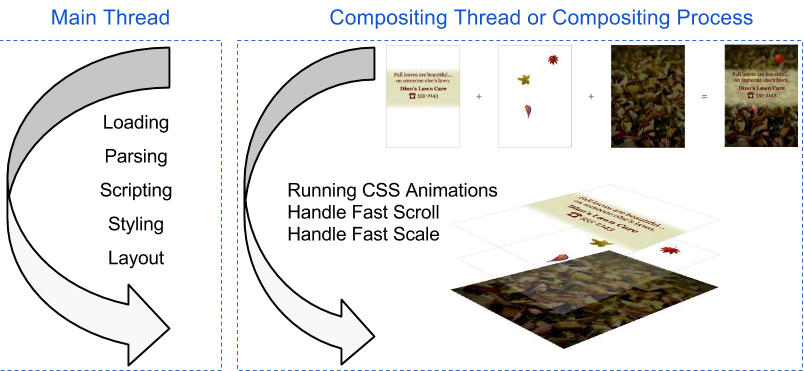 Main Thread
Loading
Parsing
Scripting
Styling
Layout
Compositing Thread or Compositing Process
Fall leaves are beautiful...
on someone else's lawn.
Dino's Lawn Care
☎ 555-2143
+
+
=
Fall leaves are beautiful...
on someone else's lawn.
Dino's Lawn Care
☎ 555-2143
Running CSS Animations
Handle Fast Scroll
Handle Fast Scale
Fall leaves are beautiful...
on someone else's lawn.
Dino's Lawn Care
☎ 555-2143